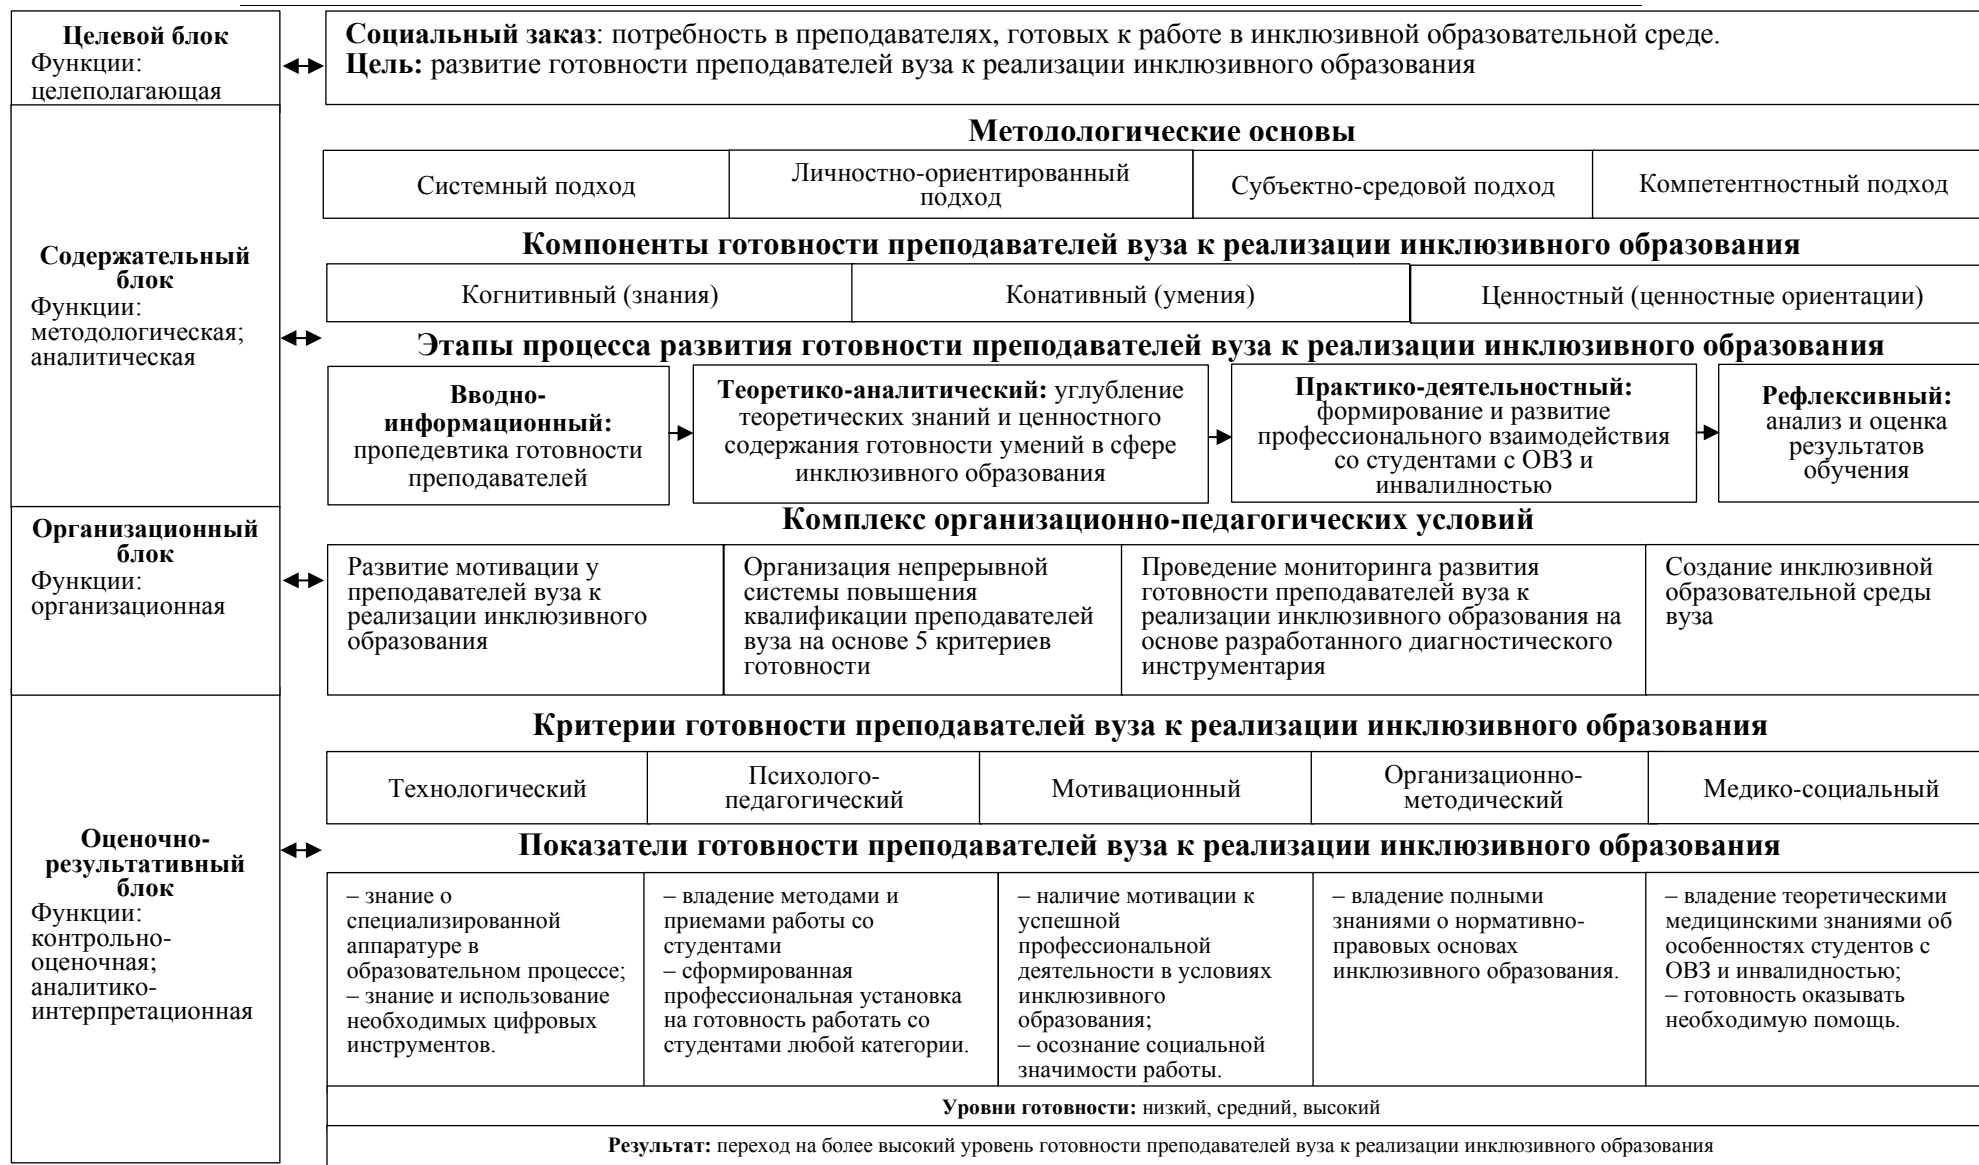 Целевой блок
Функции:
целеполагающая
Социальный заказ: потребность в преподавателях, готовых к работе в инклюзивной образовательной среде.
Цель: развитие готовности преподавателей вуза к реализации инклюзивного образования
Содержательный
блок
Функции:
методологическая;
аналитическая
Методологические основы
Системный подход
Личностно-ориентированный
подход
Субъектно-средовой подход
Компетентностный подход
Компоненты готовности преподавателей вуза к реализации инклюзивного образования
Когнитивный (знания)
Конативный (умения)
Ценностный (ценностные ориентации)
Этапы процесса развития готовности преподавателей вуза к реализации инклюзивного образования
Вводно-
информационный:
пропедевтика готовности
преподавателей
Теоретико-аналитический: углубление
теоретических знаний и ценностного
содержания готовности умений в сфере
инклюзивного образования
Практико-деятельностный:
формирование и развитие
профессионального взаимодействия
со студентами с ОВЗ и
инвалидностью
Рефлексивный:
анализ и оценка
результатов
обучения
Организационный
блок
Функции:
организационная
Комплекс организационно-педагогических условий
Развитие мотивации у
преподавателей вуза к
реализации инклюзивного
образования
Организация непрерывной
системы повышения
квалификации преподавателей
вуза на основе 5 критериев
готовности
Проведение мониторинга развития
готовности преподавателей вуза к
реализации инклюзивного образования на
основе разработанного диагностического
инструментария
Создание инклюзивной
образовательной среды
вуза
Оценочно-
результативный
блок
Функции:
контрольно-
оценочная;
аналитико-
интерпретационная
Критерии готовности преподавателей вуза к реализации инклюзивного образования
Технологический
Психолого-
педагогический
Мотивационный
Организационно-
методический
Медико-социальный
Показатели готовности преподавателей вуза к реализации инклюзивного образования
– знание о
специализированной
аппаратуре в
образовательном процессе;
– знание и использование
необходимых цифровых
инструментов.
– владение методами и
приемами работы со
студентами
– сформированная
профессиональная установка
на готовность работать со
студентами любой категории.
– наличие мотивации к
успешной
профессиональной
деятельности в условиях
инклюзивного
образования;
– осознание социальной
значимости работы.
– владение полными
знаниями о нормативно-
правовых основах
инклюзивного образования.
– владение теоретическими
медицинскими знаниями об
особенностях студентов с
ОВЗ и инвалидностью;
– готовность оказывать
необходимую помощь.
Уровни готовности: низкий, средний, высокий
Результат: переход на более высокий уровень готовности преподавателей вуза к реализации инклюзивного образования